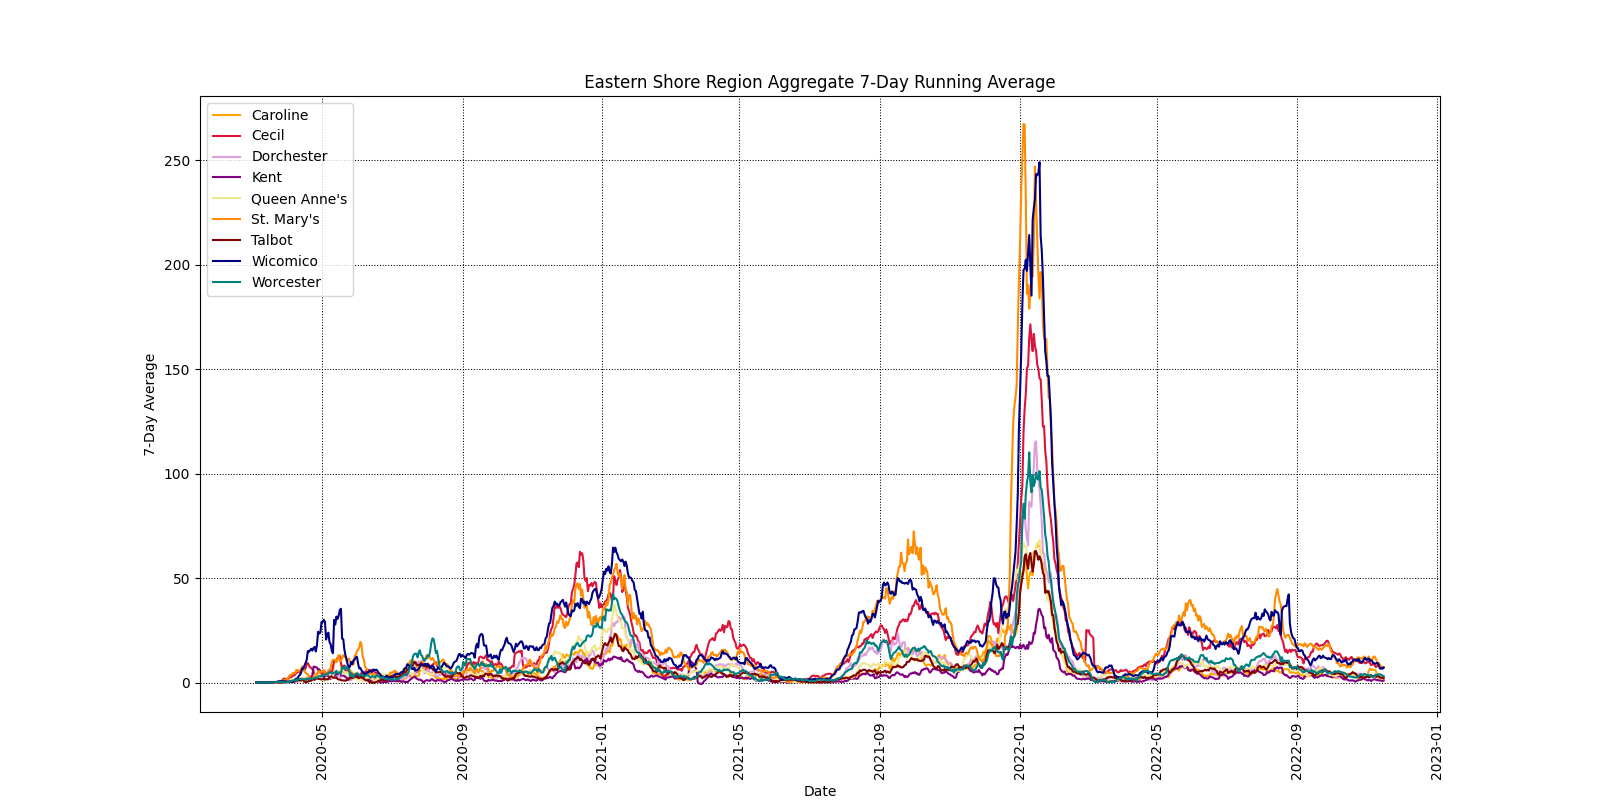 Eastern Shore Region Aggregate 7-Day Running Average
Caroline
Cecil
Dorchester
Kent
Queen Anne's
St. Mary's
Talbot
Wicomico
Worcester
250
200
150
100
50
0
7-Day Average
2020-05
2020-09
2021-01
2021-05
2021-09
2022-01
2022-05
2022-09
2023-01
Date